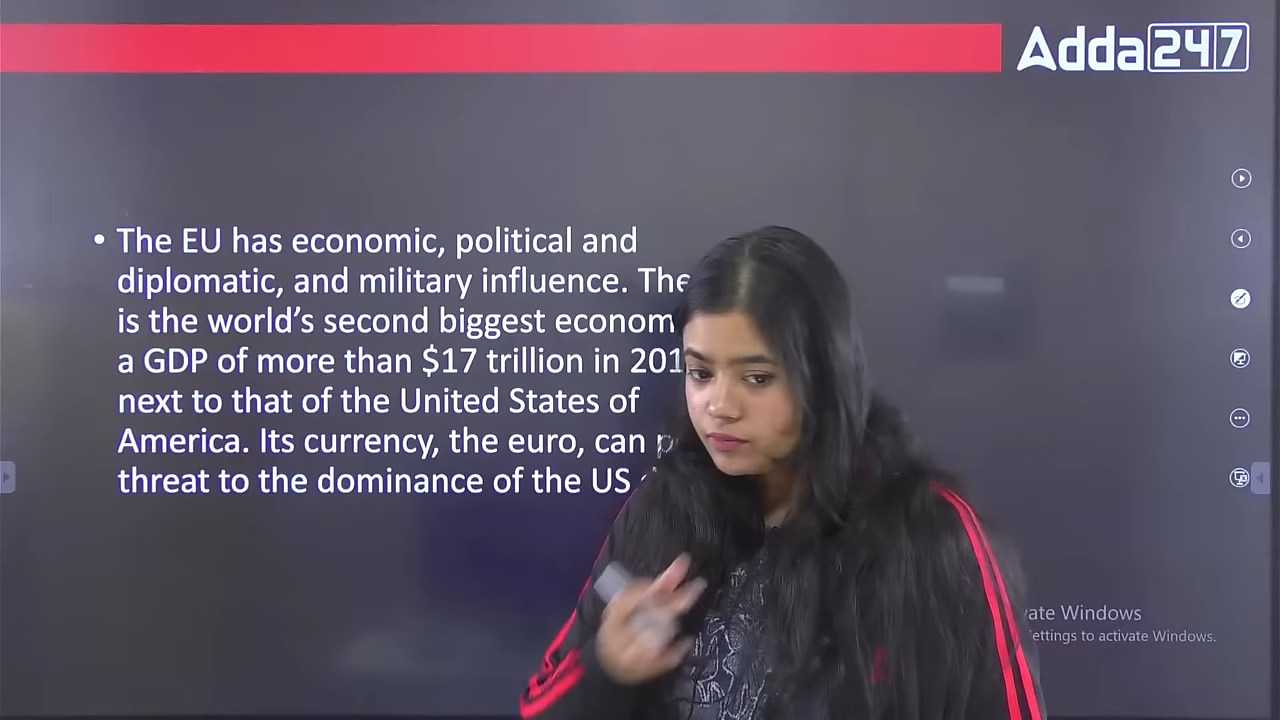 Adda247
• The EU has economic, political and
diplomatic, and military influence. The
is the world’s second biggest econom
a GDP of more than $17 trillion in 201
next to that of the United States of
America. Its currency, the euro, can p
threat to the dominance of the US
vate Windows
ettings to activate Windows.